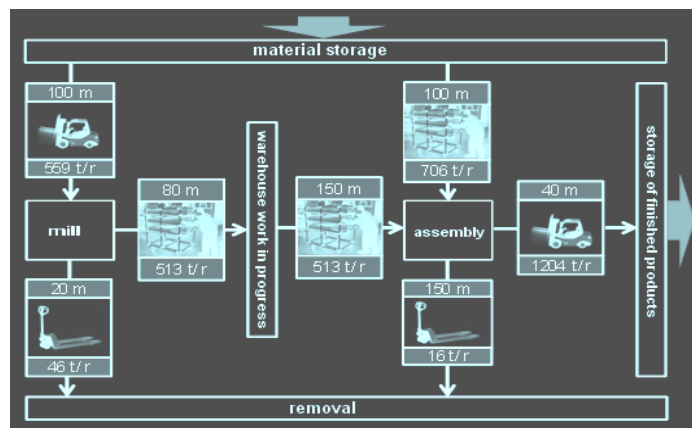 material storage
100 m
559 t/r
100 m
706 t/r
warehouse work in progress
storage of finished products
80 m
513 t/r
150 m
513 t/r
40 m
1204 t/r
mill
assembly
20 m
46 t/r
150 m
16 t/r
removal